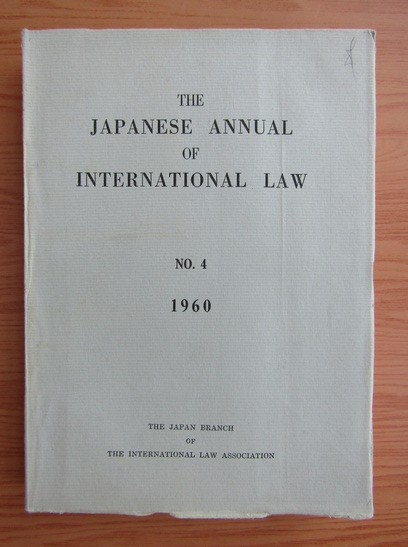 THE
JAPANESE ANNUAL
OF
INTERNATIONAL LAW
NO. 4
1960
THE JAPAN BRANCH
OF
THE INTERNATIONAL LAW ASSOCIATION